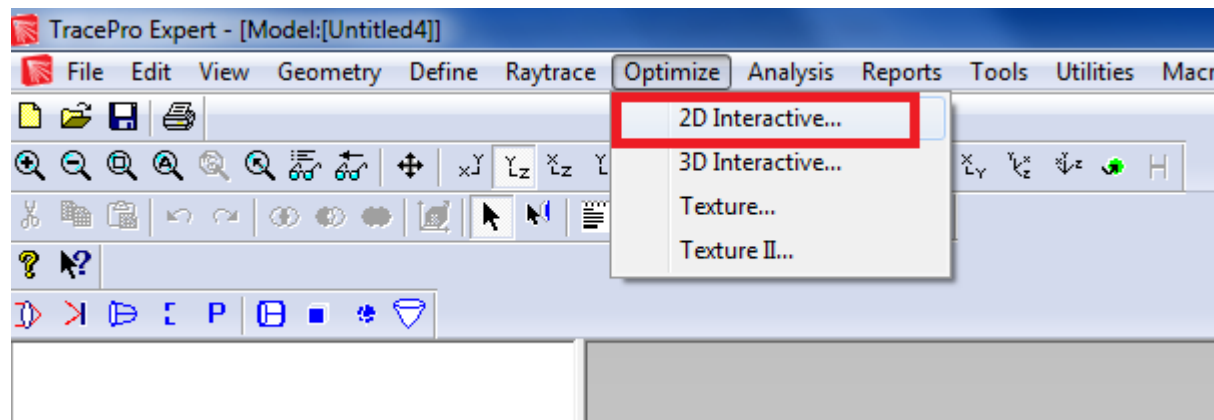 TracePro Expert - [Model:[Untitled4]]
File Edit View Geometry Define Raytrace Optimize Analysis Reports Tools Utilities Macr
2D Interactive...
3D Interactive...
Texture...
Texture II...
P
H